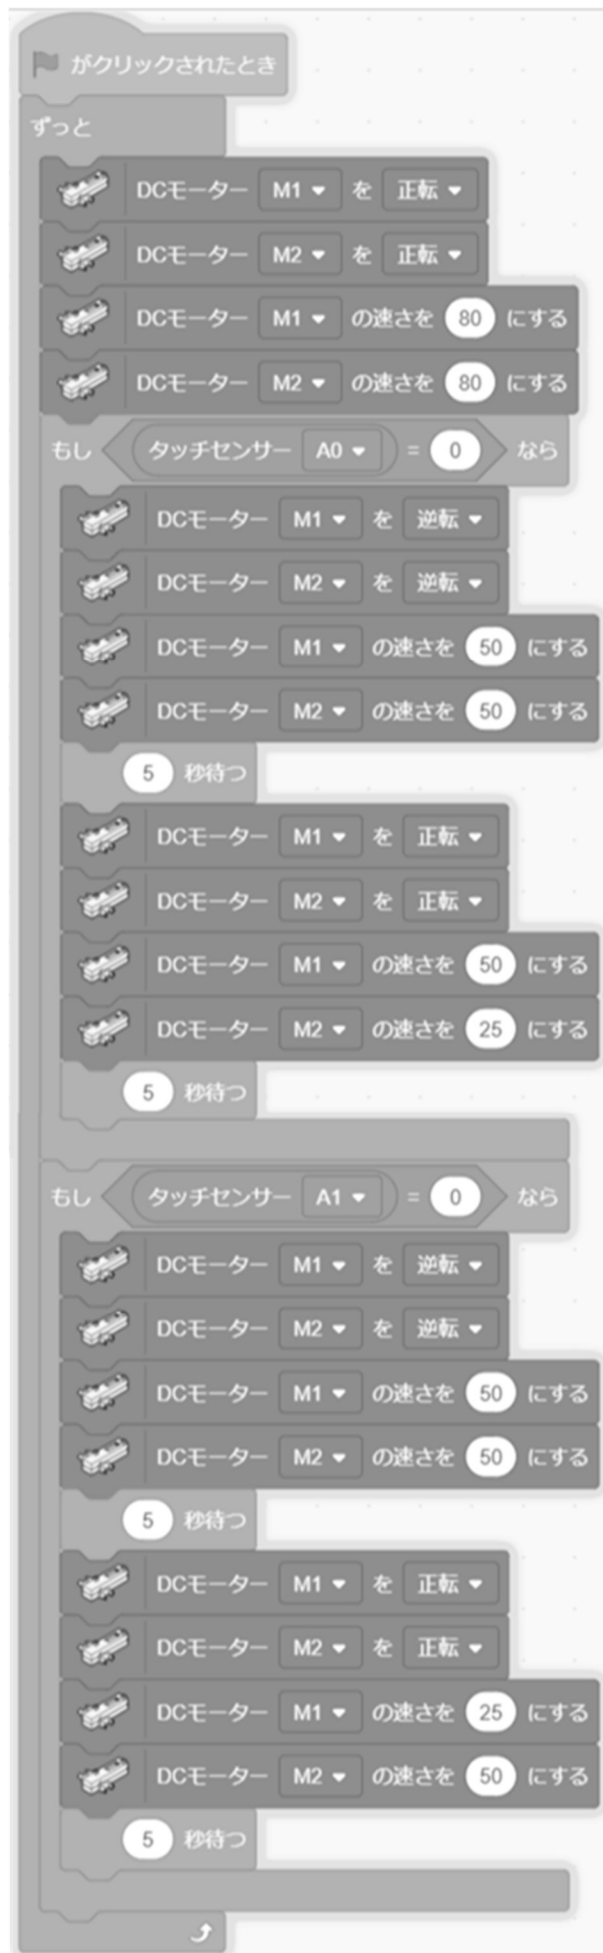 がクリックされたとき
ずっと
DCモーター M1 を 正転
DCモーター M2 を 正転
DCモーター M1 の速さを 80 にする
DCモーター M2 の速さを 80 にする
もし タッチセンサー A0 = 0 なら
DCモーター M1 を 逆転
DCモーター M2 を 逆転
DCモーター M1 の速さを 50 にする
DCモーター M2 の速さを 50 にする
5 秒待つ
DCモーター M1 を 正転
DCモーター M2 を 正転
DCモーター M1 の速さを 50 にする
DCモーター M2 の速さを 25 にする
5 秒待つ
もし タッチセンサー A1 = 0 なら
DCモーター M1 を 逆転
DCモーター M2 を 逆転
DCモーター M1 の速さを 50 にする
DCモーター M2 の速さを 50 にする
5 秒待つ
DCモーター M1 を 正転
DCモーター M2 を 正転
DCモーター M1 の速さを 25 にする
DCモーター M2 の速さを 50 にする
5 秒待つ